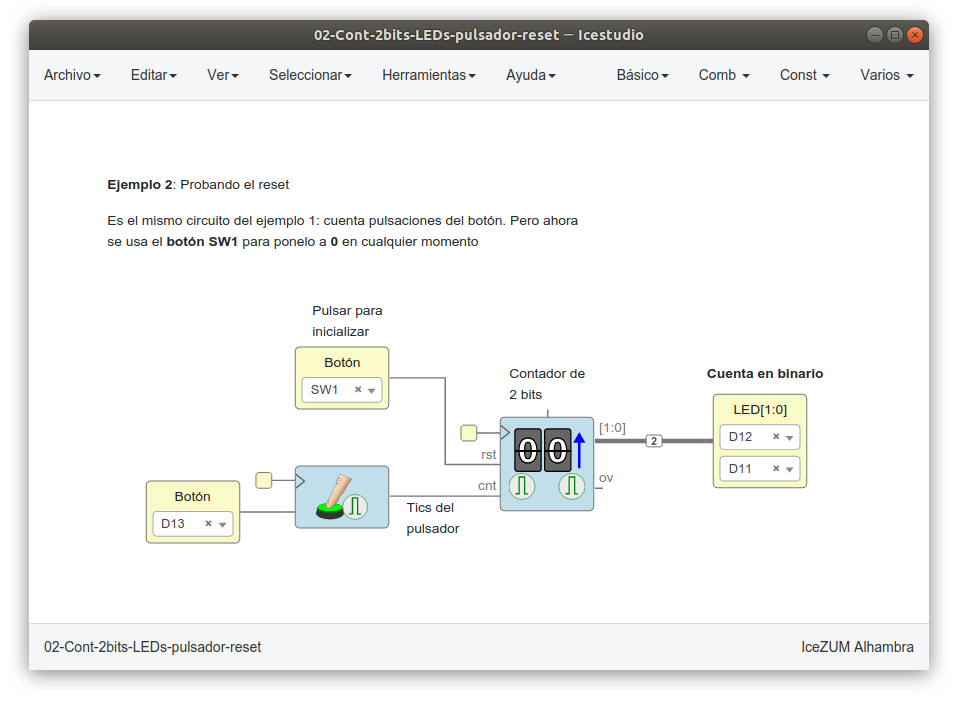 02-Cont-2bits-LEDs-pulsador-reset — Icestudio
Archivo Editar Ver Seleccionar Herramientas Ayuda Básico Comb Const Varios
Ejemplo 2: Probando el reset
Es el mismo circuito del ejemplo 1: cuenta pulsaciones del botón. Pero ahora
se usa el botón SW1 para ponelo a 0 en cualquier momento
Pulsar para
inicializar
Botón
SW1
Contador de
2 bits
Cuenta en binario
LED[1:0]
D12
D11
[1:0]
2
00
rst
cnt
ov
Botón
D13
Tics del
pulsador
02-Cont-2bits-LEDs-pulsador-reset
IceZUM Alhambra